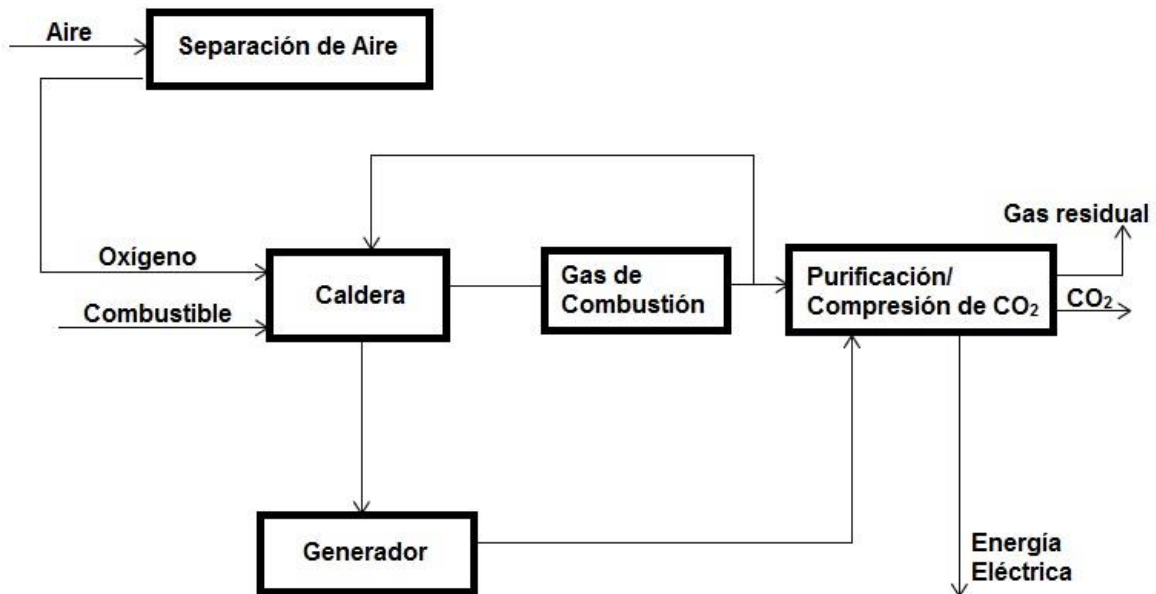 Aire
Separación de Aire
Gas residual
Oxígeno
Combustible
Caldera
Gas de
Combustión
Purificación/
Compresión de CO₂
CO₂
Generador
Energía
Eléctrica